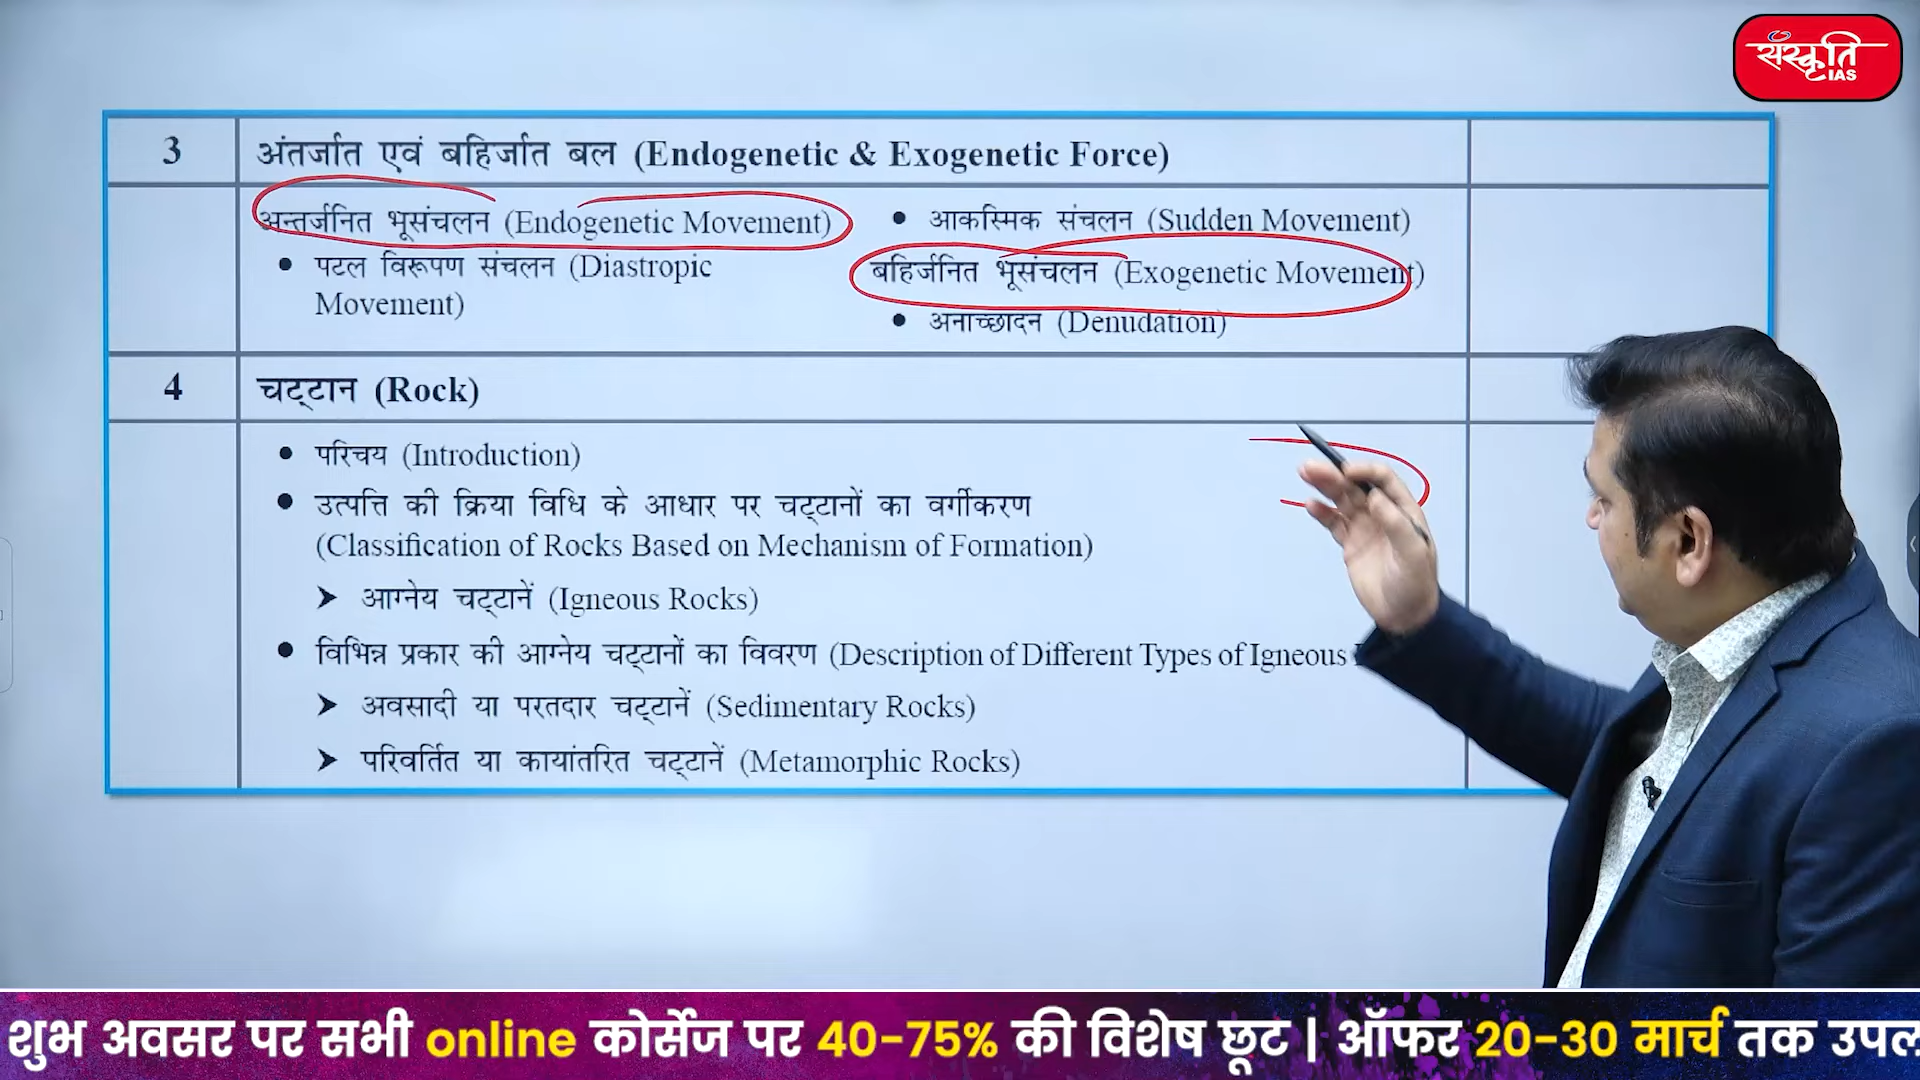 संस्कृति
IAS
3
अंतर्जात एवं बहिर्जात बल (Endogenetic & Exogenetic Force)
अन्तर्जनित भूसंचलन (Endogenetic Movement)
• पटल विरूपण संचलन (Diastropic
Movement)
• आकस्मिक संचलन (Sudden Movement)
बहिर्जनित भूसंचलन (Exogenetic Movement)
• अनाच्छादन (Denudation)
4
चट्टान (Rock)
• परिचय (Introduction)
• उत्पत्ति की क्रिया विधि के आधार पर चट्टानों का वर्गीकरण
(Classification of Rocks Based on Mechanism of Formation)
➤ आग्नेय चट्टानें (Igneous Rocks)
• विभिन्न प्रकार की आग्नेय चट्टानों का विवरण (Description of Different Types of Igneous
➤ अवसादी या परतदार चट्टानें (Sedimentary Rocks)
➤ परिवर्तित या कायांतरित चट्टानें (Metamorphic Rocks)
शुभ अवसर पर सभी online कोर्सेज पर 40-75% की विशेष छूट | ऑफर 20-30 मार्च तक